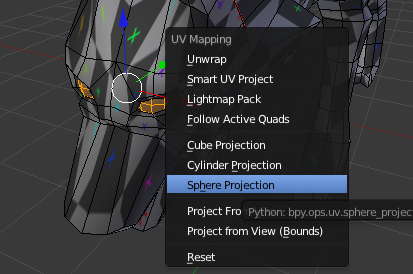 UV Mapping
Unwrap
Smart UV Project
Lightmap Pack
Follow Active Quads
Cube Projection
Cylinder Projection
Sphere Projection
Project Fro
Python: bpy.ops.uv.sphere_projec
Project from View (Bounds)
Reset